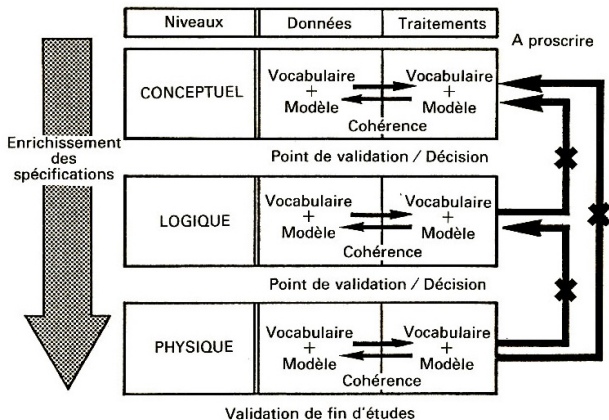 Niveaux Données Traitements
A proscrire
CONCEPTUEL
Vocabulaire
+
Modèle
Vocabulaire
+
Modèle
Cohérence
Enrichissement
des
spécifications
Point de validation / Décision
LOGIQUE
Vocabulaire
+
Modèle
Vocabulaire
+
Modèle
Cohérence
Point de validation / Décision
PHYSIQUE
Vocabulaire
+
Modèle
Vocabulaire
+
Modèle
Cohérence
Validation de fin d'études